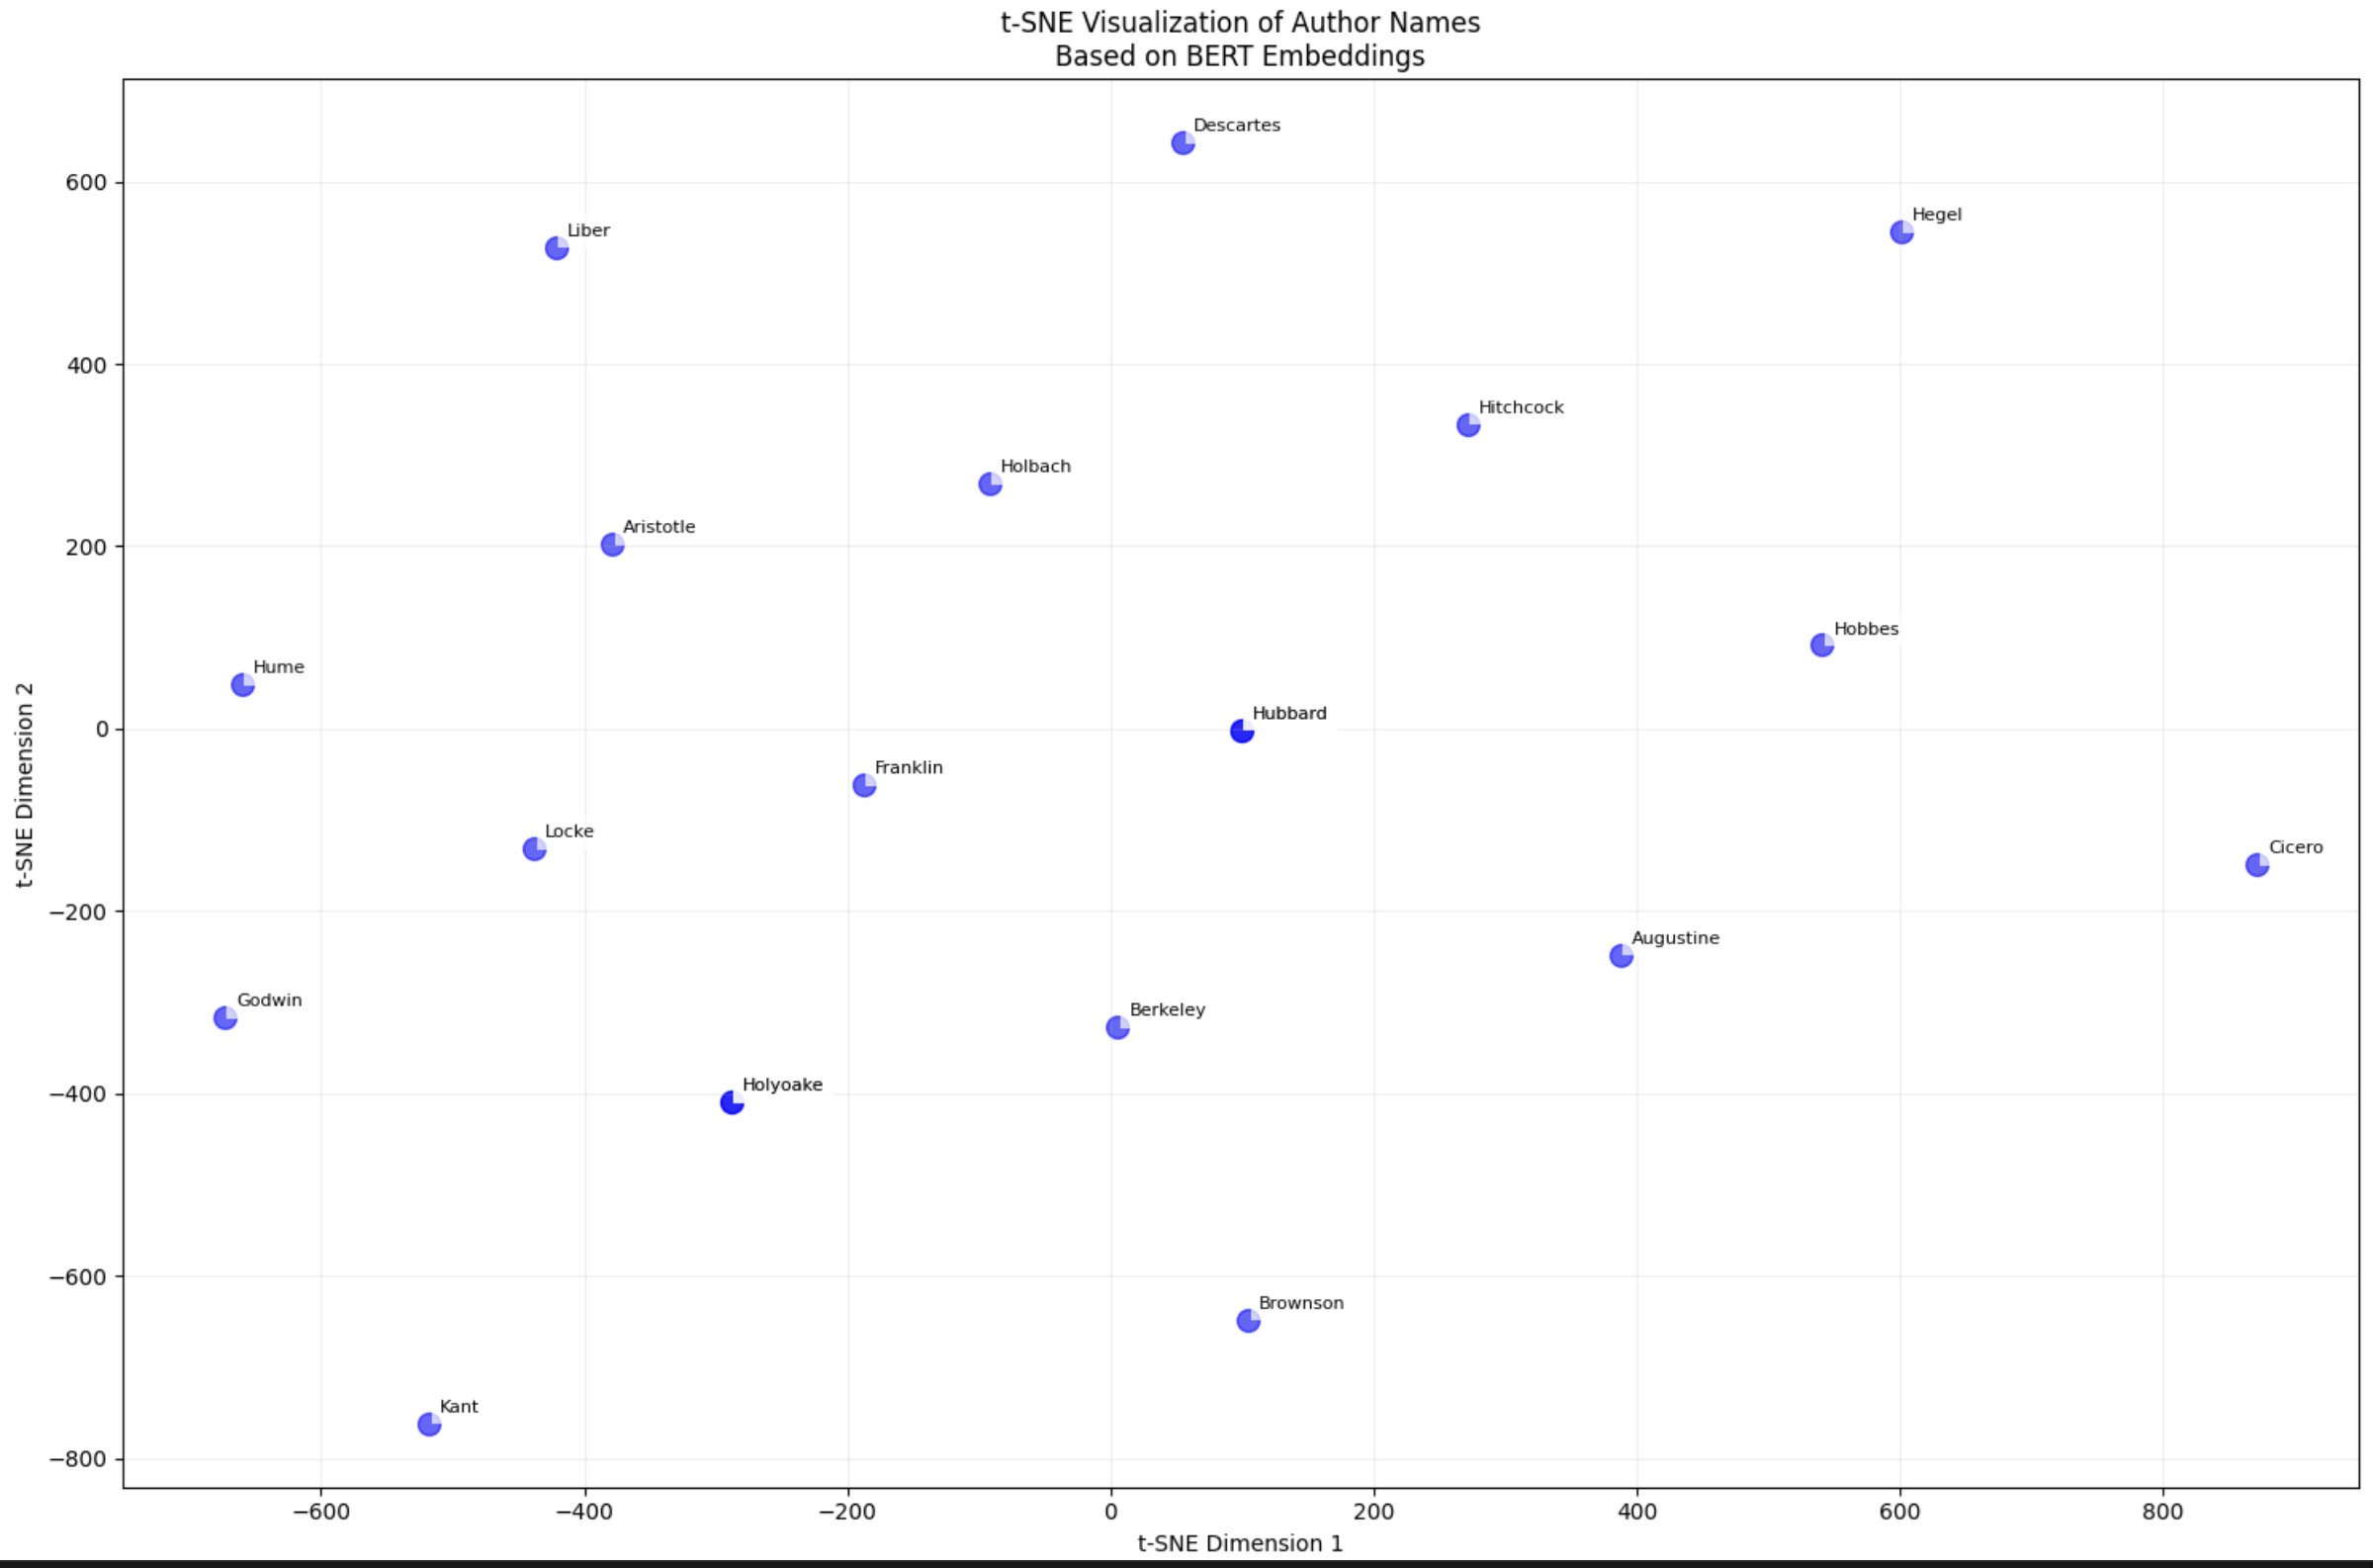 t-SNE Visualization of Author Names
Based on BERT Embeddings
Descartes
Hegel
Liber
Hitchcock
Holbach
Aristotle
Hobbes
Hume
Hubbard
Franklin
Locke
Cicero
Augustine
Godwin
Berkeley
Holyoake
Brownson
Kant
600
400
200
0
−200
−400
−600
−800
t-SNE Dimension 2
−600 −400 −200 0 200 400 600 800
t-SNE Dimension 1